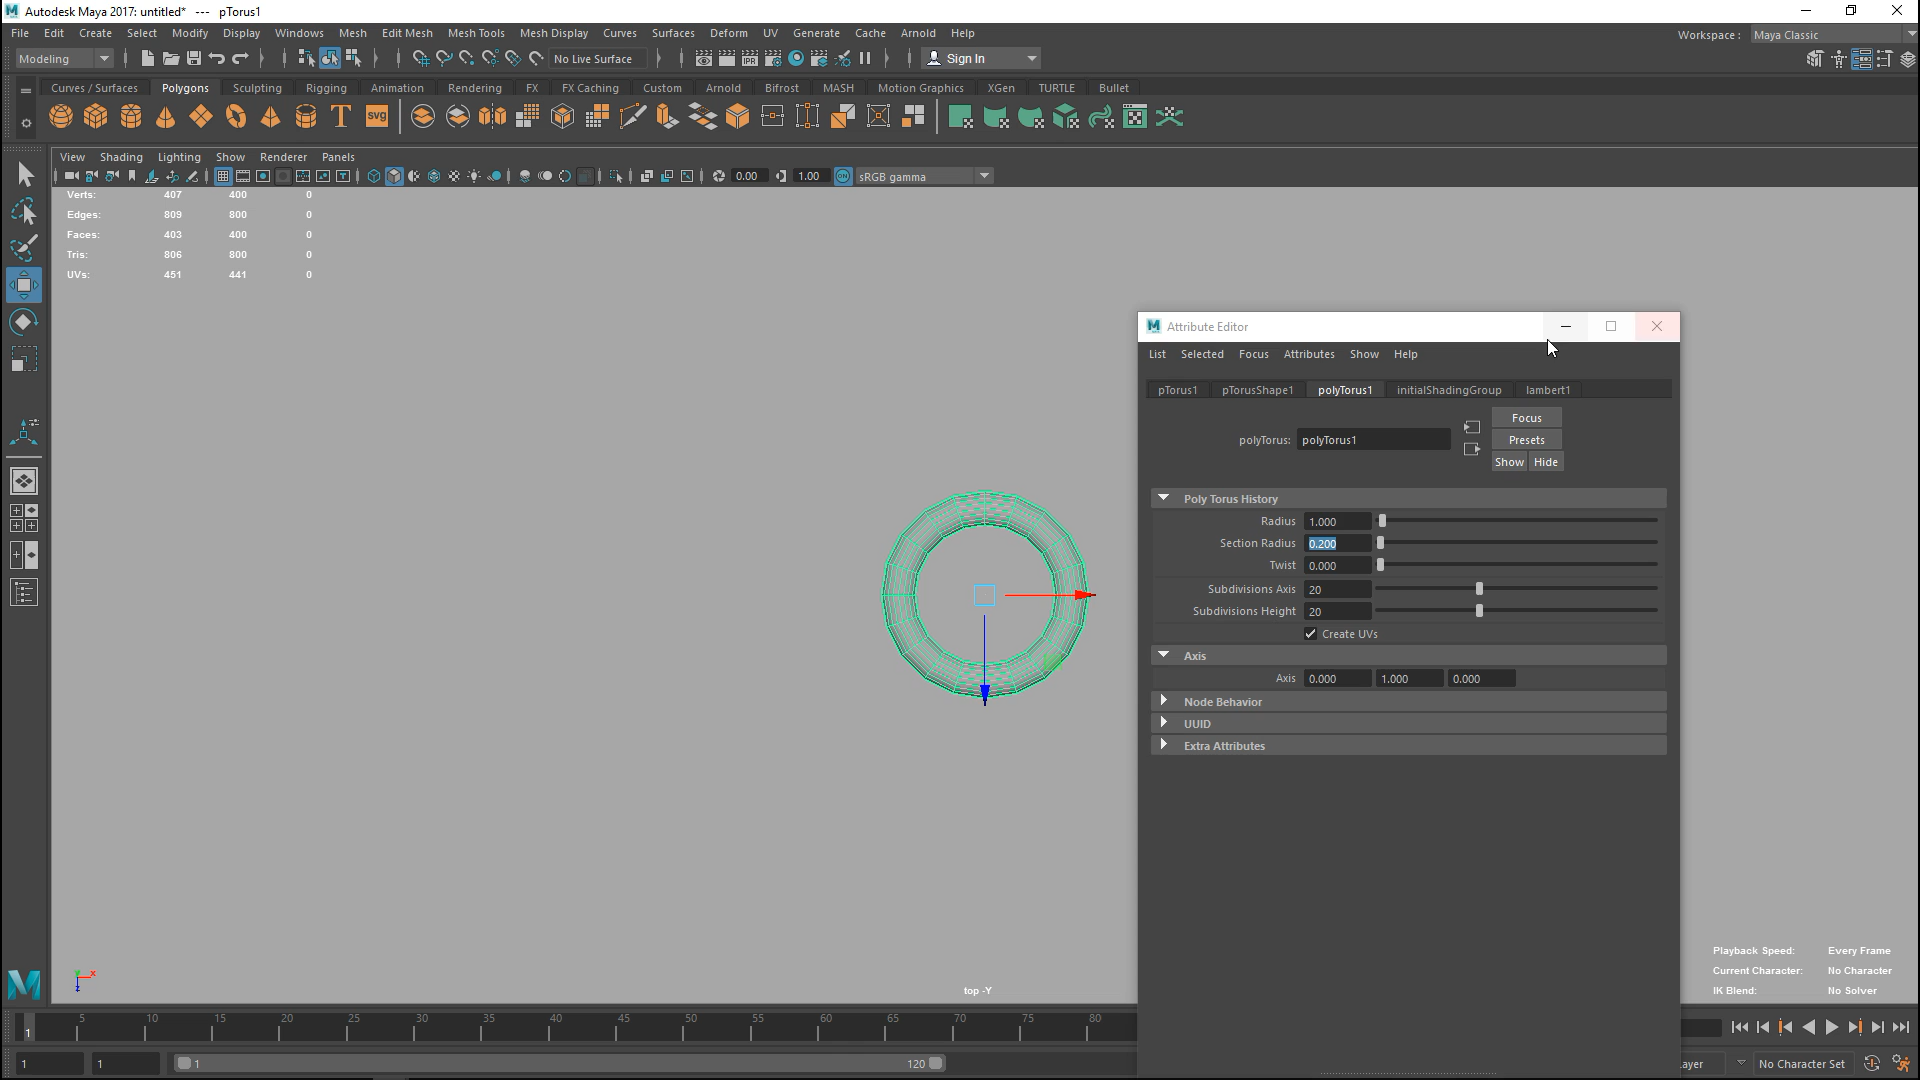 Autodesk Maya 2017: untitled* --- pTorus1
File Edit Create Select Modify Display Windows Mesh Edit Mesh Mesh Tools Mesh Display Curves Surfaces Deform UV Generate Cache Arnold Help Workspace : Maya Classic
Modeling No Live Surface IPR Sign In
Curves / Surfaces Polygons Sculpting Rigging Animation Rendering FX FX Caching Custom Arnold Bifrost MASH Motion Graphics XGen TURTLE Bullet
T svg
View Shading Lighting Show Renderer Panels
0.00 1.00 ON sRGB gamma
Verts: 407 400 0
Edges: 809 800 0
Faces: 403 400 0
Tris: 806 800 0
UVs: 451 441 0
Attribute Editor
List Selected Focus Attributes Show Help
pTorus1 pTorusShape1 polyTorus1 initialShadingGroup lambert1
Focus
polyTorus: polyTorus1 Presets
Show Hide
Poly Torus History
Radius 1.000
Section Radius 0.200
Twist 0.000
Subdivisions Axis 20
Subdivisions Height 20
Create UVs
Axis
Axis 0.000 1.000 0.000
Node Behavior
UUID
Extra Attributes
Playback Speed: Every Frame
Current Character: No Character
IK Blend: No Solver
top -Y
1 5 10 15 20 25 30 35 40 45 50 55 60 65 70 75 80
1 1 1 120 ayer No Character Set